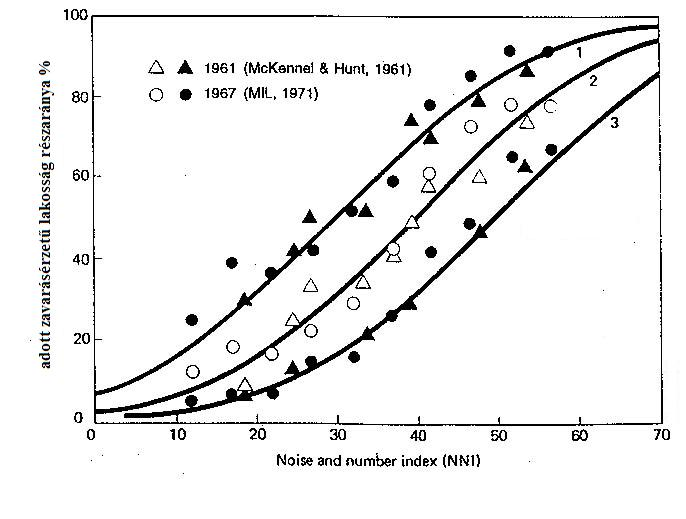 100
80
60
40
20
0
adott zavarásérzetű lakosság részaránya %
1961 (McKennel & Hunt, 1961)
1967 (MIL, 1971)
1
2
3
0 10 20 30 40 50 60 70
Noise and number index (NNI)